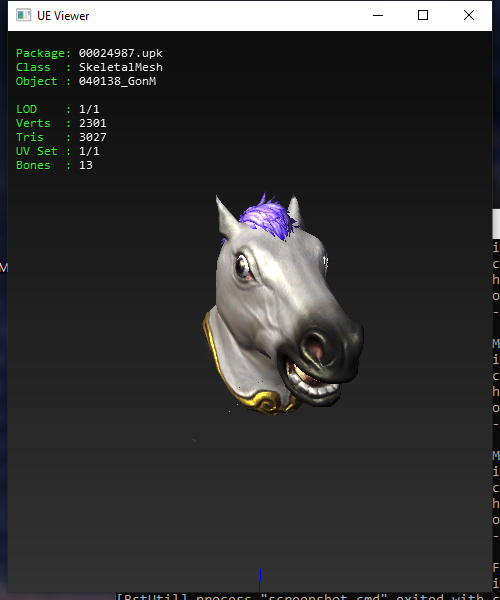 UE Viewer
Package: 00024987.upk
Class : SkeletalMesh
Object : 040138_GonM
LOD : 1/1
Verts : 2301
Tris : 3027
UV Set : 1/1
Bones : 13
M
i
c
h
o
-
M
i
c
h
o
-
M
i
c
h
o
-
F
i
[BstUtil] process "screenshot.cmd" exited with c